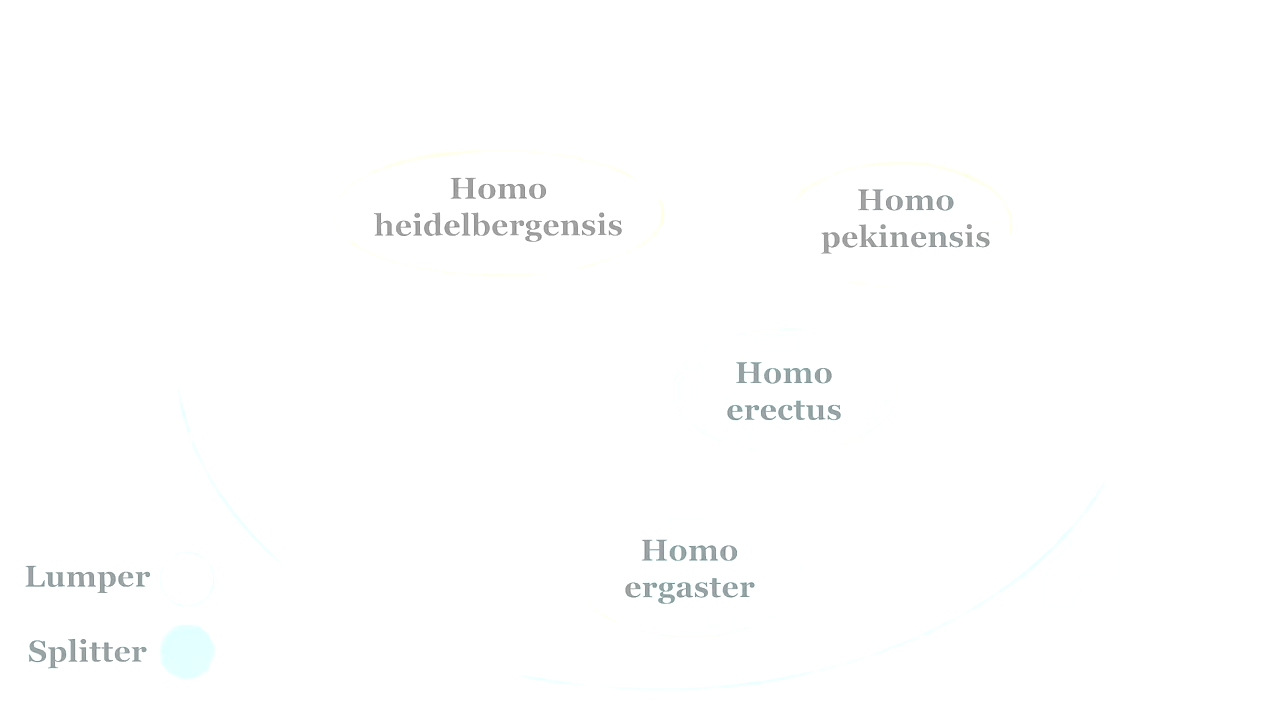 Homo
heidelbergensis
Homo
pekinensis
Homo
erectus
Homo
ergaster
Lumper
Splitter